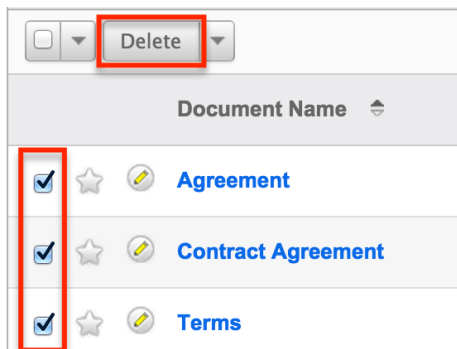 Delete
Document Name
Agreement
Contract Agreement
Terms